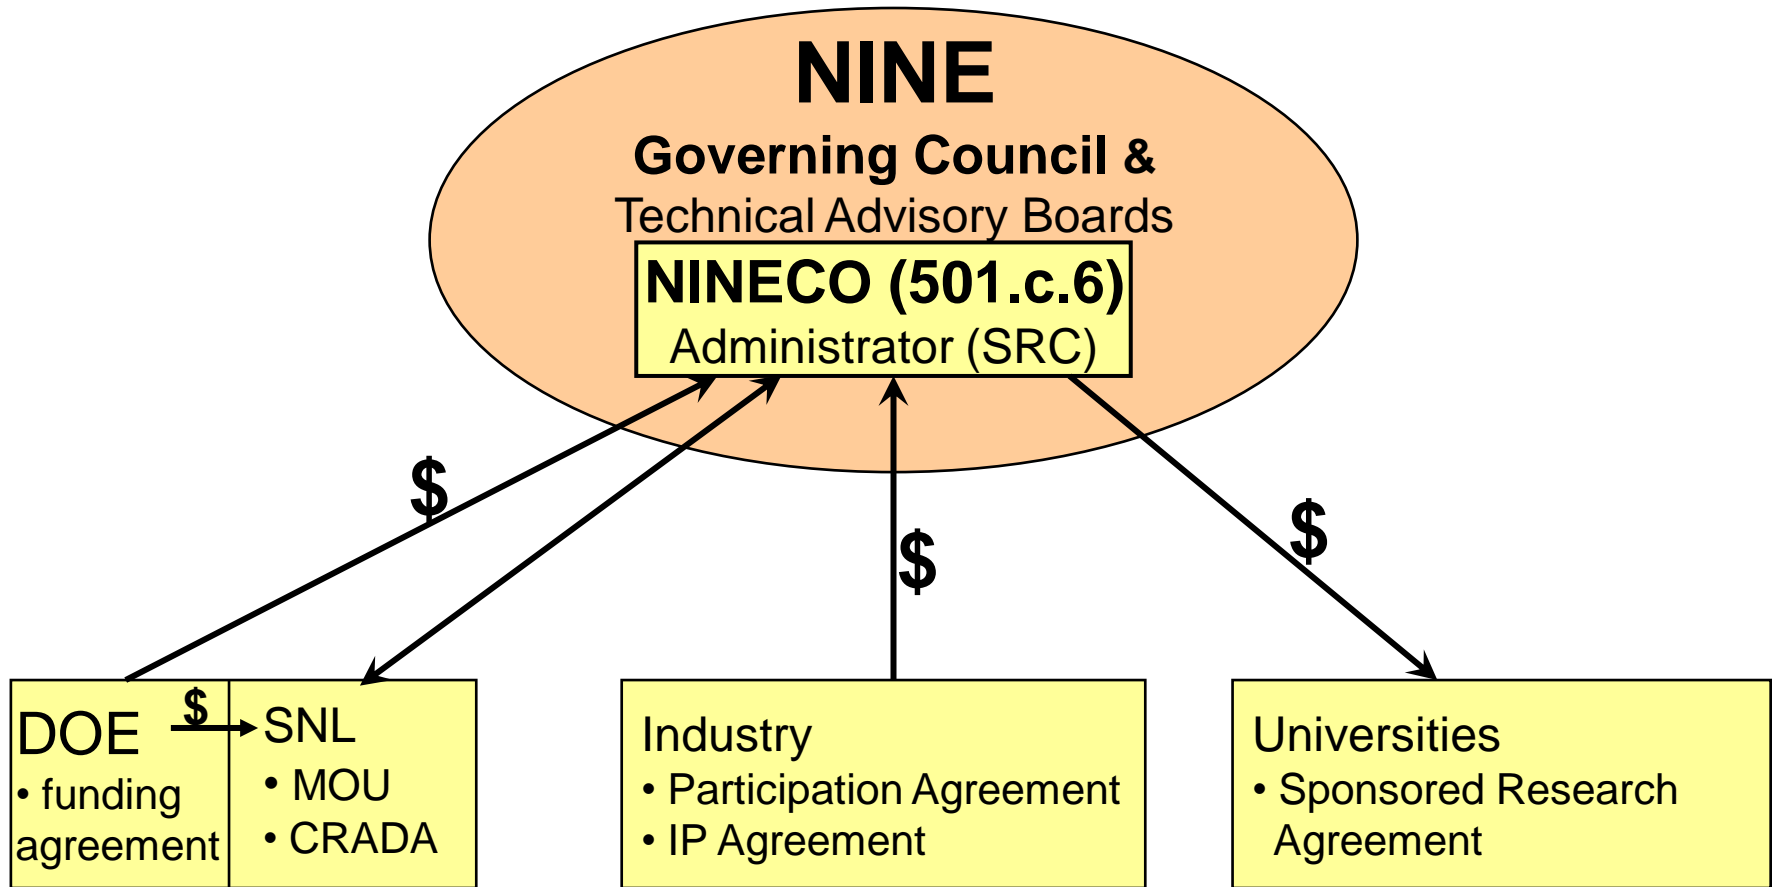 NINE
Governing Council &
Technical Advisory Boards
NINECO (501.c.6)
Administrator (SRC)
$
$
$
$
DOE
• funding
agreement
SNL
• MOU
• CRADA
Industry
• Participation Agreement
• IP Agreement
Universities
• Sponsored Research
Agreement